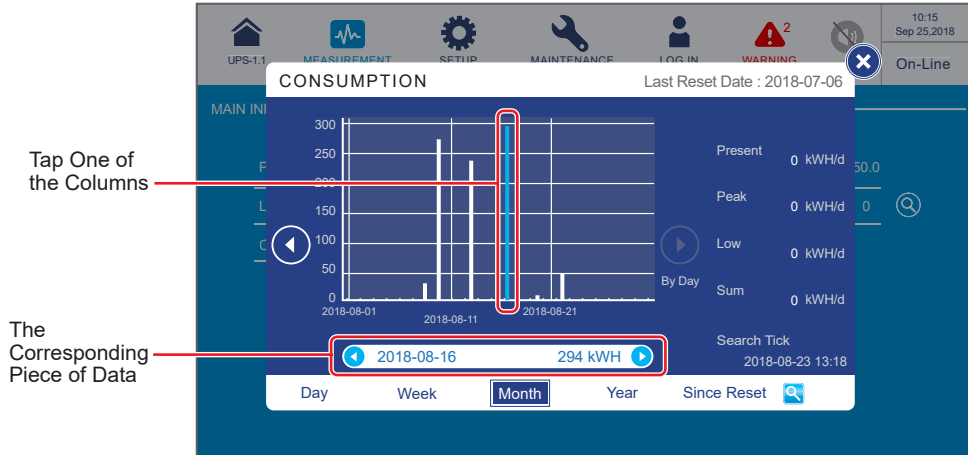 10:15
Sep 25,2018
2
UPS-1.1
MEASUREMENT
SETUP
MAINTENANCE
LOG IN
WARNING
On-Line
CONSUMPTION
Last Reset Date : 2018-07-06
MAIN INI
300
250
200
150
100
50
0
2018-08-01
2018-08-11
2018-08-21
By Day
Present 0 kWH/d
Peak 0 kWH/d
Low 0 kWH/d
Sum 0 kWH/d
50.0
L
0
Tap One of
the Columns
The
Corresponding
Piece of Data
2018-08-16 294 kWH
Search Tick
2018-08-23 13:18
Day Week Month Year Since Reset